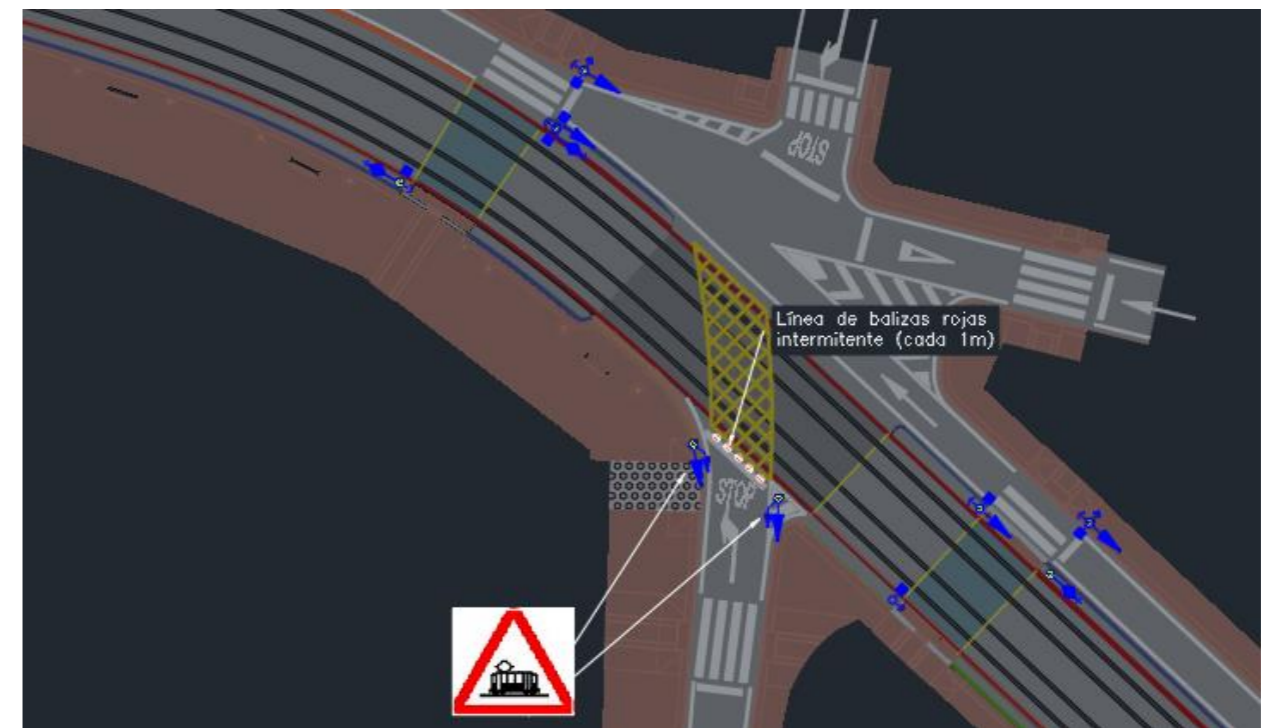 STOP
Línea de balizas rojas
intermitente (cada 1m)
STOP